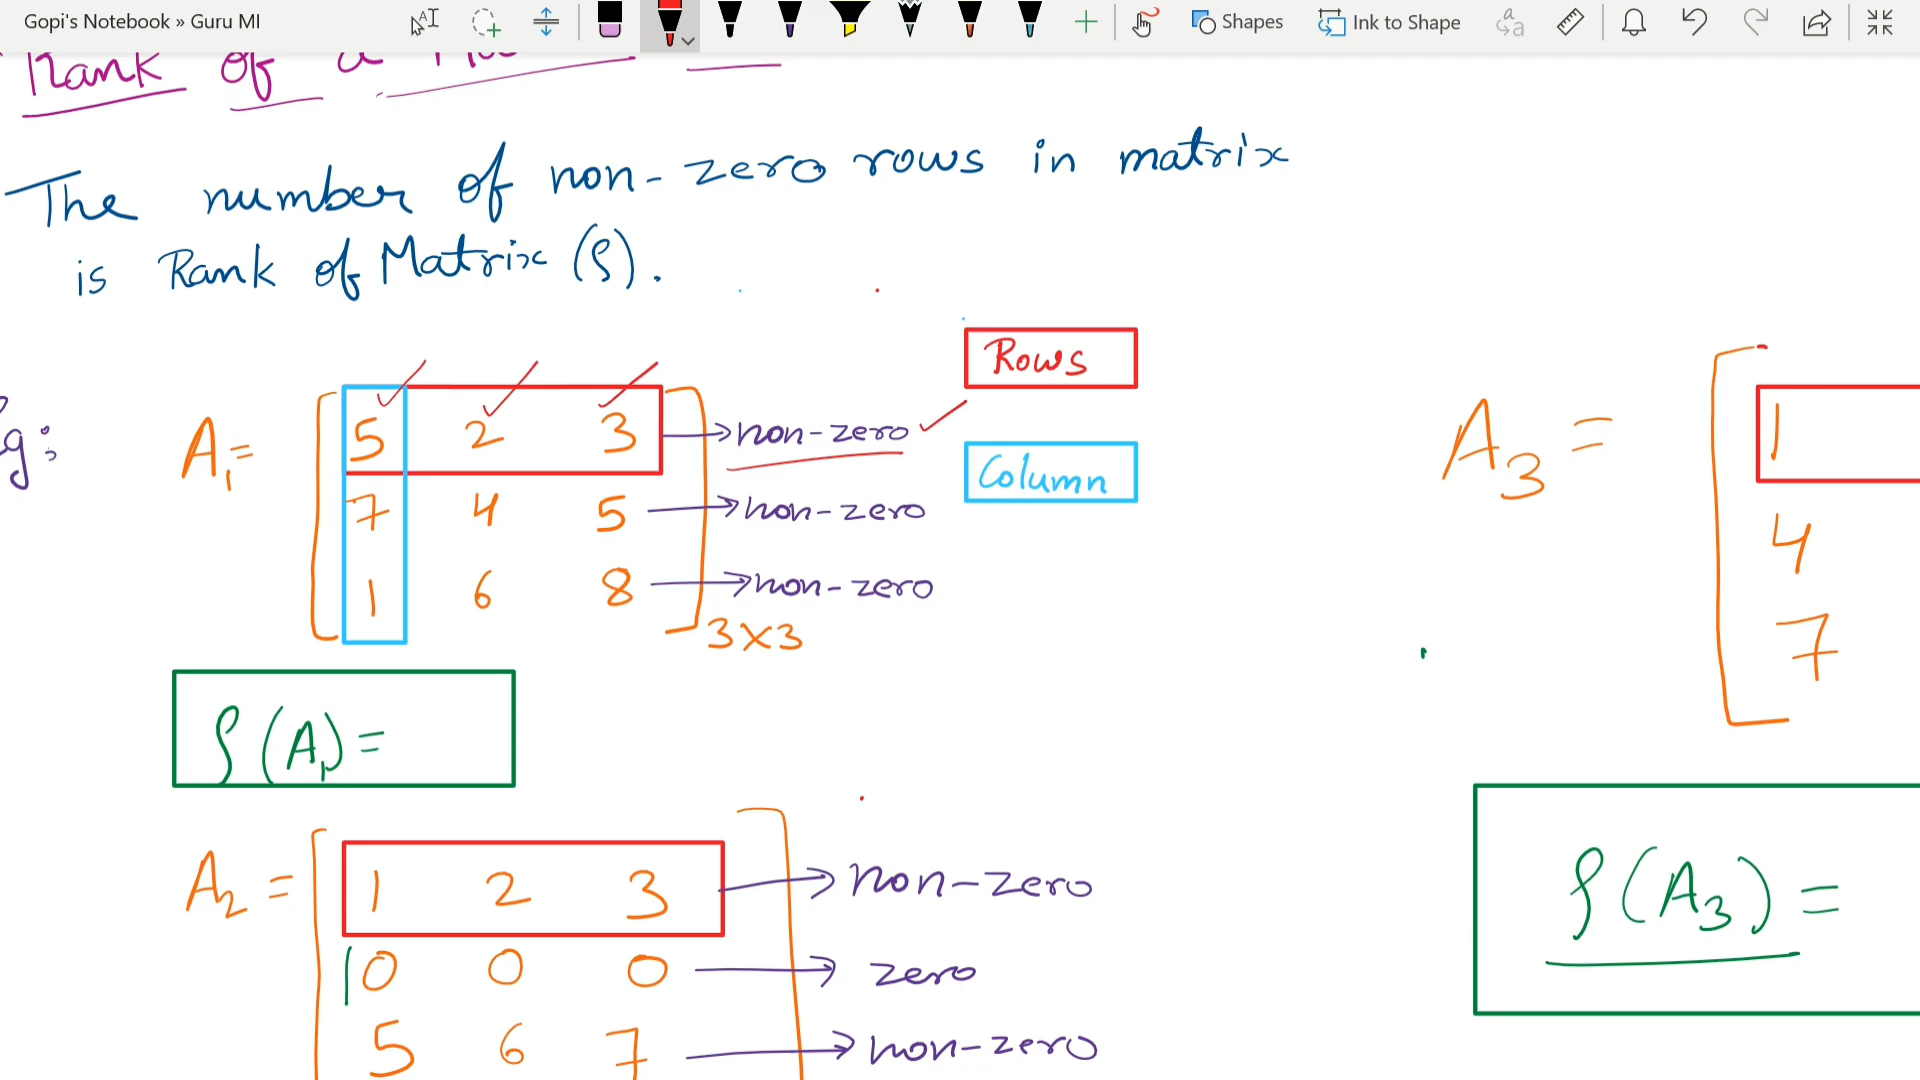 Gopi's Notebook » Guru MI
Shapes
Ink to Shape
Rank of a
The number of non-zero rows in matrix
is Rank of Matrix (ρ).
Rows
Column
g:
A₁ =
5 2 3 → non-zero
7 4 5 → non-zero
1 6 8 → non-zero
3×3
ρ(A₁) =
A₂ =
1 2 3 → non-zero
0 0 0 → zero
5 6 7 → non-zero
A₃ =
1
4
7
ρ(A₃) =